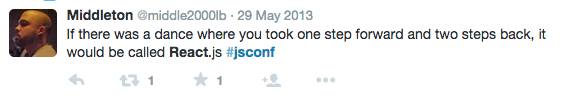 Middleton @middle2000lb · 29 May 2013
If there was a dance where you took one step forward and two steps back, it
would be called React.js #jsconf
1 1